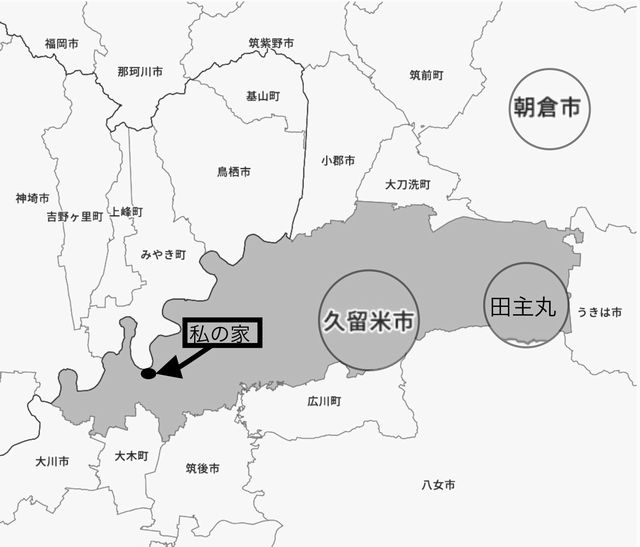 福岡市
那珂川市
筑紫野市
筑前町
朝倉市
基山町
小郡市
鳥栖市
大刀洗町
神埼市
吉野ヶ里町
上峰町
みやき町
田主丸
うきは市
久留米市
私の家
広川町
大川市
大木町
筑後市
八女市